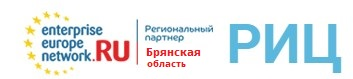 enterprise
europe
network.RU
Региональный
партнер
Брянская
область
РИЦ